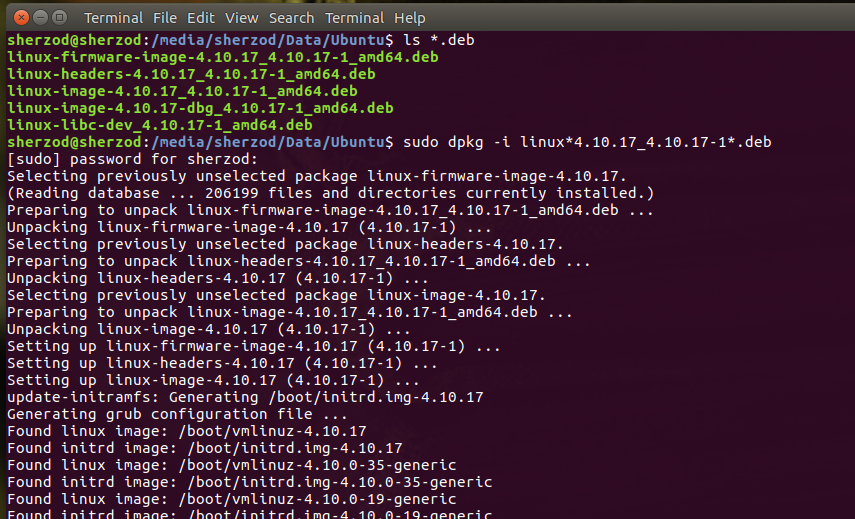 Terminal File Edit View Search Terminal Help
sherzod@sherzod:/media/sherzod/Data/Ubuntu$ ls *.deb
linux-firmware-image-4.10.17_4.10.17-1_amd64.deb
linux-headers-4.10.17_4.10.17-1_amd64.deb
linux-image-4.10.17_4.10.17-1_amd64.deb
linux-image-4.10.17-dbg_4.10.17-1_amd64.deb
linux-libc-dev_4.10.17-1_amd64.deb
sherzod@sherzod:/media/sherzod/Data/Ubuntu$ sudo dpkg -i linux*4.10.17_4.10.17-1*.deb
[sudo] password for sherzod:
Selecting previously unselected package linux-firmware-image-4.10.17.
(Reading database ... 206199 files and directories currently installed.)
Preparing to unpack linux-firmware-image-4.10.17_4.10.17-1_amd64.deb ...
Unpacking linux-firmware-image-4.10.17 (4.10.17-1) ...
Selecting previously unselected package linux-headers-4.10.17.
Preparing to unpack linux-headers-4.10.17_4.10.17-1_amd64.deb ...
Unpacking linux-headers-4.10.17 (4.10.17-1) ...
Selecting previously unselected package linux-image-4.10.17.
Preparing to unpack linux-image-4.10.17_4.10.17-1_amd64.deb ...
Unpacking linux-image-4.10.17 (4.10.17-1) ...
Setting up linux-firmware-image-4.10.17 (4.10.17-1) ...
Setting up linux-headers-4.10.17 (4.10.17-1) ...
Setting up linux-image-4.10.17 (4.10.17-1) ...
update-initramfs: Generating /boot/initrd.img-4.10.17
Generating grub configuration file ...
Found linux image: /boot/vmlinuz-4.10.17
Found initrd image: /boot/initrd.img-4.10.17
Found linux image: /boot/vmlinuz-4.10.0-35-generic
Found initrd image: /boot/initrd.img-4.10.0-35-generic
Found linux image: /boot/vmlinuz-4.10.0-19-generic
Found initrd image: /boot/initrd.img-4.10.0-19-generic